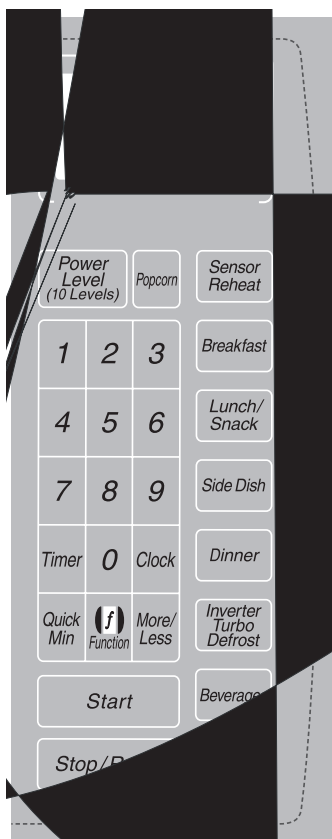 Power
Level
(10 Levels)
Popcorn
Sensor
Reheat
1 2 3
Breakfast
4 5 6
Lunch/
Snack
7 8 9
Side Dish
Timer 0 Clock
Dinner
Quick
Min
f
Function
More/
Less
Inverter
Turbo
Defrost
Start
Beverage